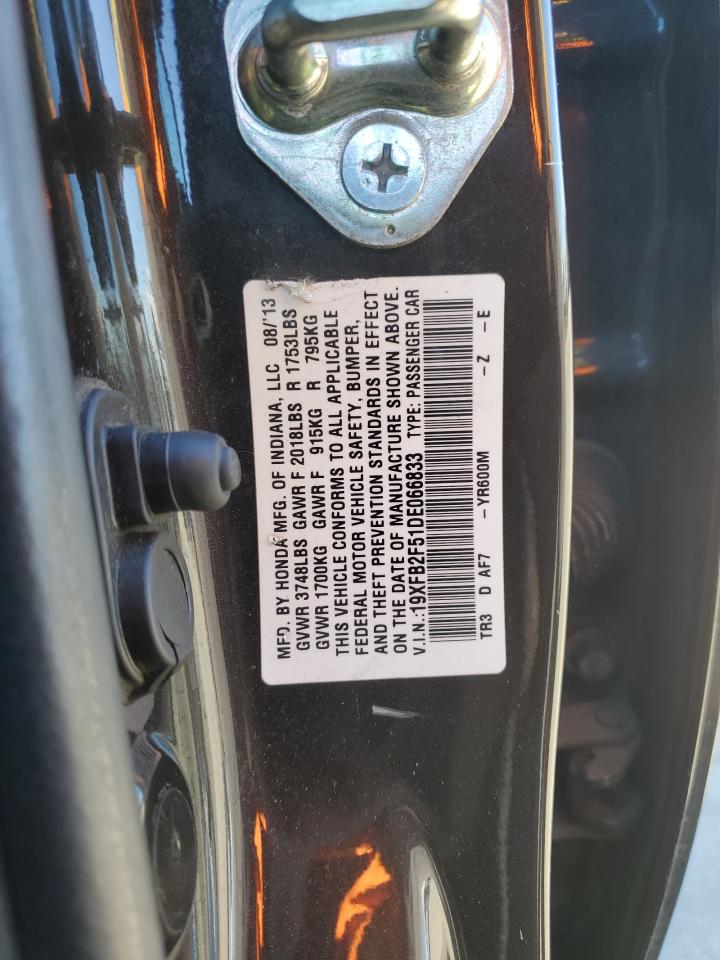 MFD. BY HONDA MFG. OF INDIANA, LLC 08/'13
GVWR 3748LBS GAWR F 2018LBS R 1753LBS
GVWR 1700KG GAWR F 915KG R 795KG
THIS VEHICLE CONFORMS TO ALL APPLICABLE
FEDERAL MOTOR VEHICLE SAFETY, BUMPER,
AND THEFT PREVENTION STANDARDS IN EFFECT
ON THE DATE OF MANUFACTURE SHOWN ABOVE.
V.I.N.:19XFB2F51DE066833 TYPE: PASSENGER CAR
TR3 D AF7 -YR600M -Z -E